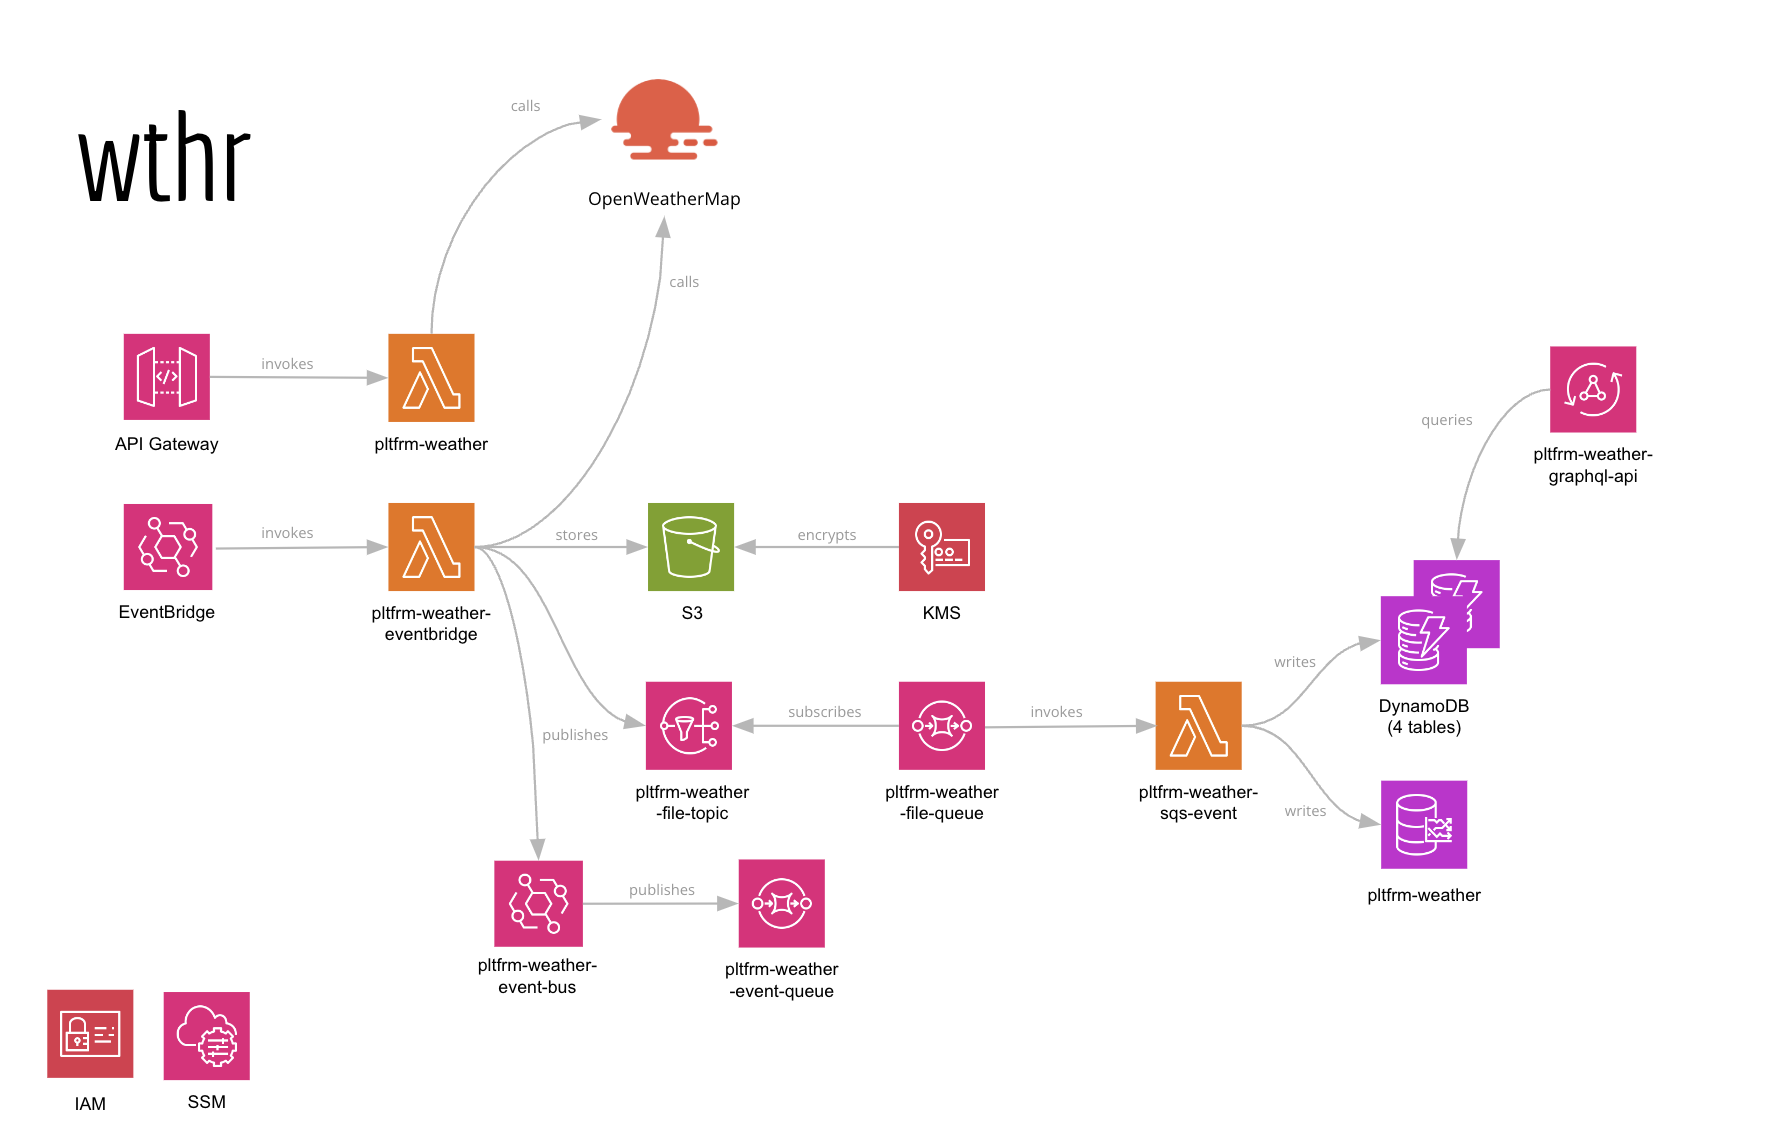 wthr
calls
OpenWeatherMap
calls
invokes
API Gateway
pltfrm-weather
queries
pltfrm-weather-
graphql-api
invokes
stores
encrypts
EventBridge
pltfrm-weather-
eventbridge
S3
KMS
publishes
subscribes
invokes
writes
DynamoDB
(4 tables)
pltfrm-weather
-file-topic
pltfrm-weather
-file-queue
pltfrm-weather-
sqs-event
writes
pltfrm-weather
publishes
pltfrm-weather-
event-bus
pltfrm-weather
-event-queue
IAM
SSM